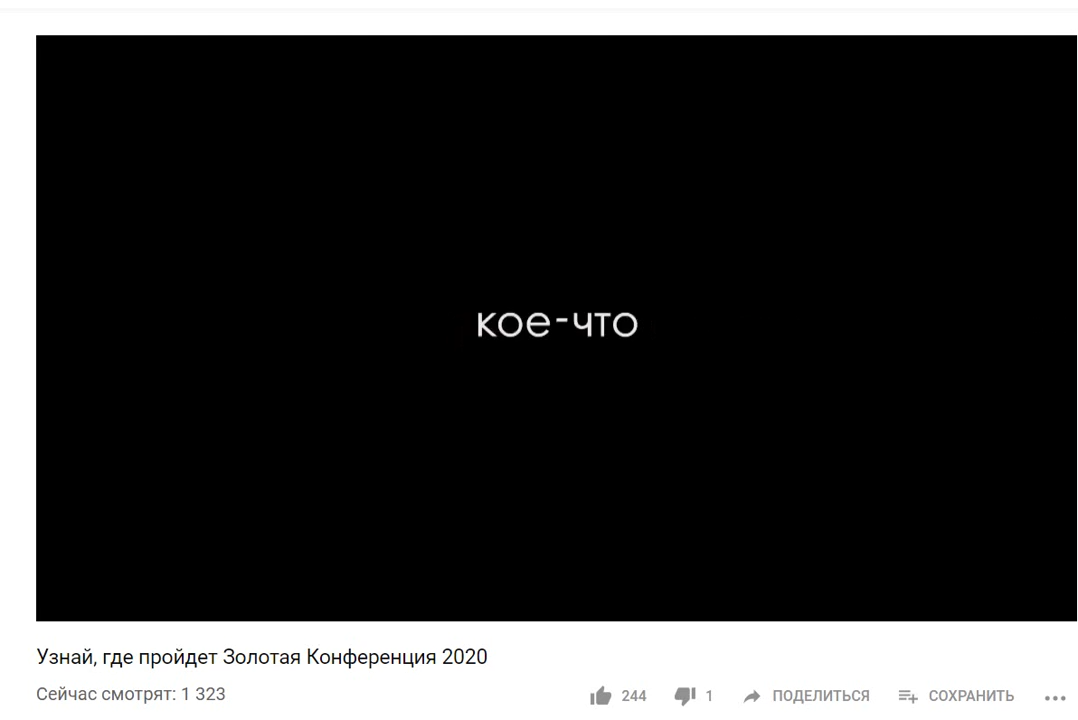 кое-что
Узнай, где пройдет Золотая Конференция 2020
Сейчас смотрят: 1 323
244 1 ПОДЕЛИТЬСЯ СОХРАНИТЬ